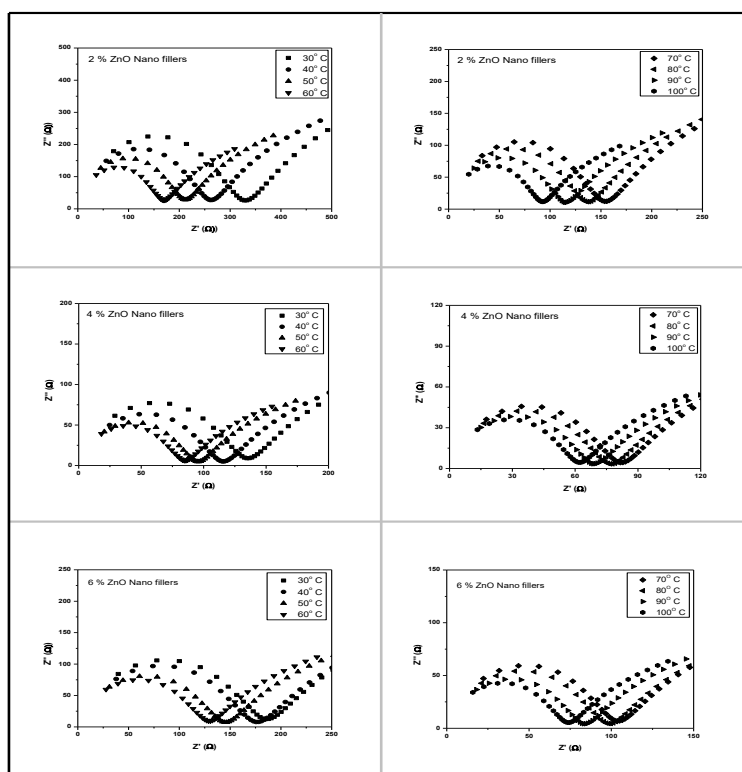 2 % ZnO Nano fillers
30° C
40° C
50° C
60° C
500
400
300
200
100
0
Z'' (Ω)
0 100 200 300 400 500
Z' (Ω))
2 % ZnO Nano fillers
70° C
80° C
90° C
100° C
250
200
150
100
50
0
Z'' (Ω)
0 50 100 150 200 250
Z' (Ω)
4 % ZnO Nano fillers
30° C
40° C
50° C
60° C
200
150
100
50
0
Z'' (Ω)
0 50 100 150 200
Z' (Ω)
4 % ZnO Nano fillers
70° C
80° C
90° C
100° C
120
90
60
30
0
Z'' (Ω)
0 30 60 90 120
Z' (Ω)
6 % ZnO Nano fillers
30° C
40° C
50° C
60° C
250
200
150
100
50
0
Z'' (Ω))
0 50 100 150 200 250
Z' (Ω)
6 % ZnO Nano fillers
70° C
80° C
90° C
100° C
150
100
50
0
Z'' (Ω)
0 50 100 150
Z' (Ω)